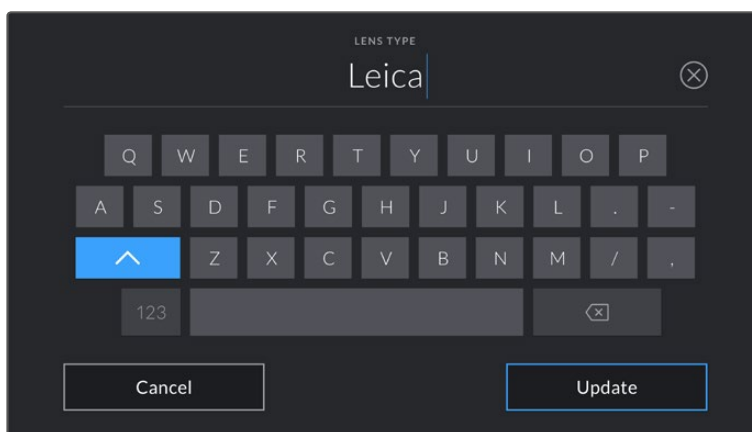 LENS TYPE
Leica
Q W E R T Y U I O P
A S D F G H J K L . -
Z X C V B N M / ,
123
Cancel Update